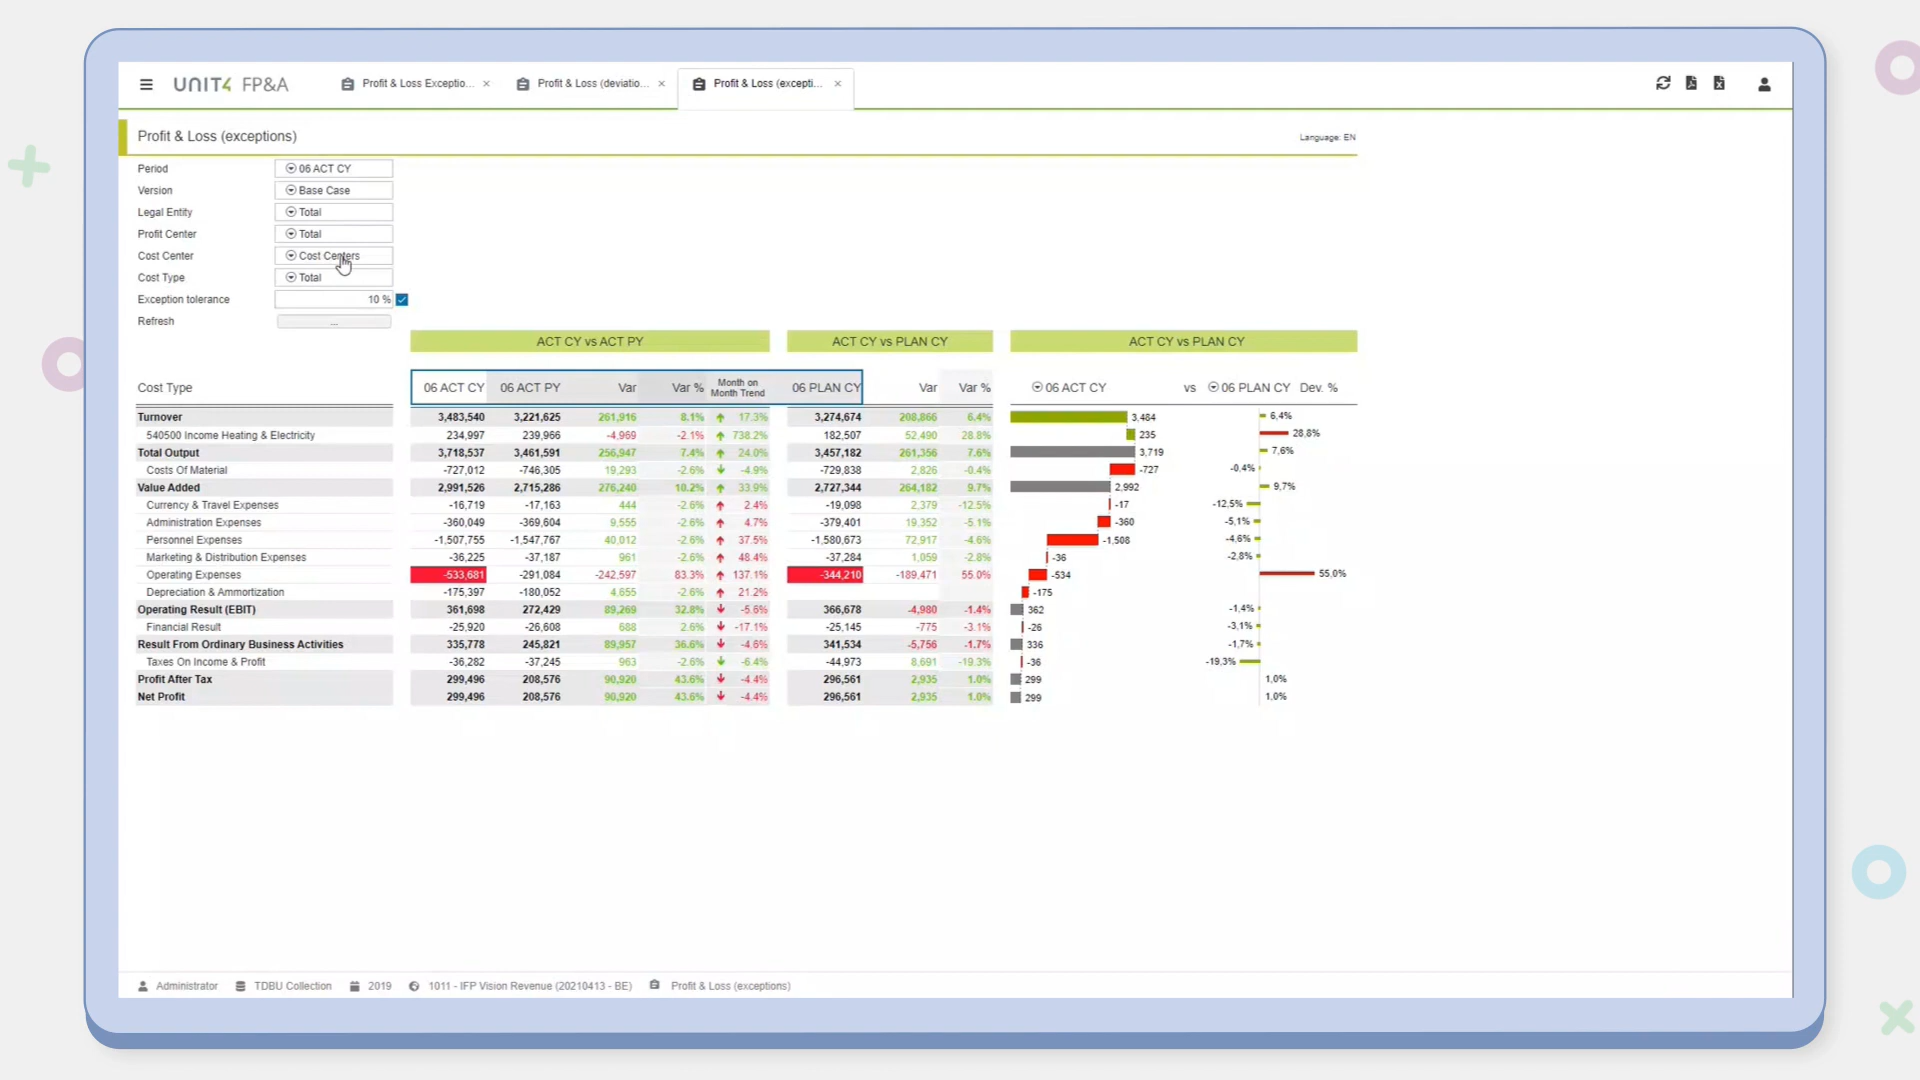 UNIT4 FP&A
Profit & Loss Exceptio...
Profit & Loss (deviatio...
Profit & Loss (excepti...
Profit & Loss (exceptions)
Language: EN
Period 06 ACT CY
Version Base Case
Legal Entity Total
Profit Center Total
Cost Center Cost Centers
Cost Type Total
Exception tolerance 10 %
Refresh ...
ACT CY vs ACT PY ACT CY vs PLAN CY ACT CY vs PLAN CY
Cost Type 06 ACT CY 06 ACT PY Var Var % Month on Month Trend 06 PLAN CY Var Var % 06 ACT CY vs 06 PLAN CY Dev. %
Turnover 3,483,540 3,221,625 261,916 8.1% 17.3% 3,274,674 208,866 6.4% 3,484 6,4%
540500 Income Heating & Electricity 234,997 239,966 -4,969 -2.1% 738.2% 182,507 52,490 28.8% 235 28,8%
Total Output 3,718,537 3,461,591 256,947 7.4% 24.0% 3,457,182 261,356 7.6% 3,719 7,6%
Costs Of Material -727,012 -746,305 19,293 -2.6% -4.9% -729,838 2,826 -0.4% -727 -0,4%
Value Added 2,991,526 2,715,286 276,240 10.2% 33.9% 2,727,344 264,182 9.7% 2,992 9,7%
Currency & Travel Expenses -16,719 -17,163 444 -2.6% 2.4% -19,098 2,379 -12.5% -17 -12,5%
Administration Expenses -360,049 -369,604 9,555 -2.6% 4.7% -379,401 19,352 -5.1% -360 -5,1%
Personnel Expenses -1,507,755 -1,547,767 40,012 -2.6% 37.5% -1,580,673 72,917 -4.6% -1,508 -4,6%
Marketing & Distribution Expenses -36,225 -37,187 961 -2.6% 48.4% -37,284 1,059 -2.8% -36 -2,8%
Operating Expenses -533,681 -291,084 -242,597 83.3% 137.1% -344,210 -189,471 55.0% -534 55,0%
Depreciation & Ammortization -175,397 -180,052 4,655 -2.6% 21.2% -175
Operating Result (EBIT) 361,698 272,429 89,269 32.8% -5.6% 366,678 -4,980 -1.4% 362 -1,4%
Financial Result -25,920 -26,608 688 2.6% -17.1% -25,145 -775 -3.1% -26 -3,1%
Result From Ordinary Business Activities 335,778 245,821 89,957 36.6% -4.6% 341,534 -5,756 -1.7% 336 -1,7%
Taxes On Income & Profit -36,282 -37,245 963 -2.6% -6.4% -44,973 8,691 -19.3% -36 -19,3%
Profit After Tax 299,496 208,576 90,920 43.6% -4.4% 296,561 2,935 1.0% 299 1,0%
Net Profit 299,496 208,576 90,920 43.6% -4.4% 296,561 2,935 1.0% 299 1,0%
Administrator TDBU Collection 2019 1011 - IFP Vision Revenue (20210413 - BE) Profit & Loss (exceptions)